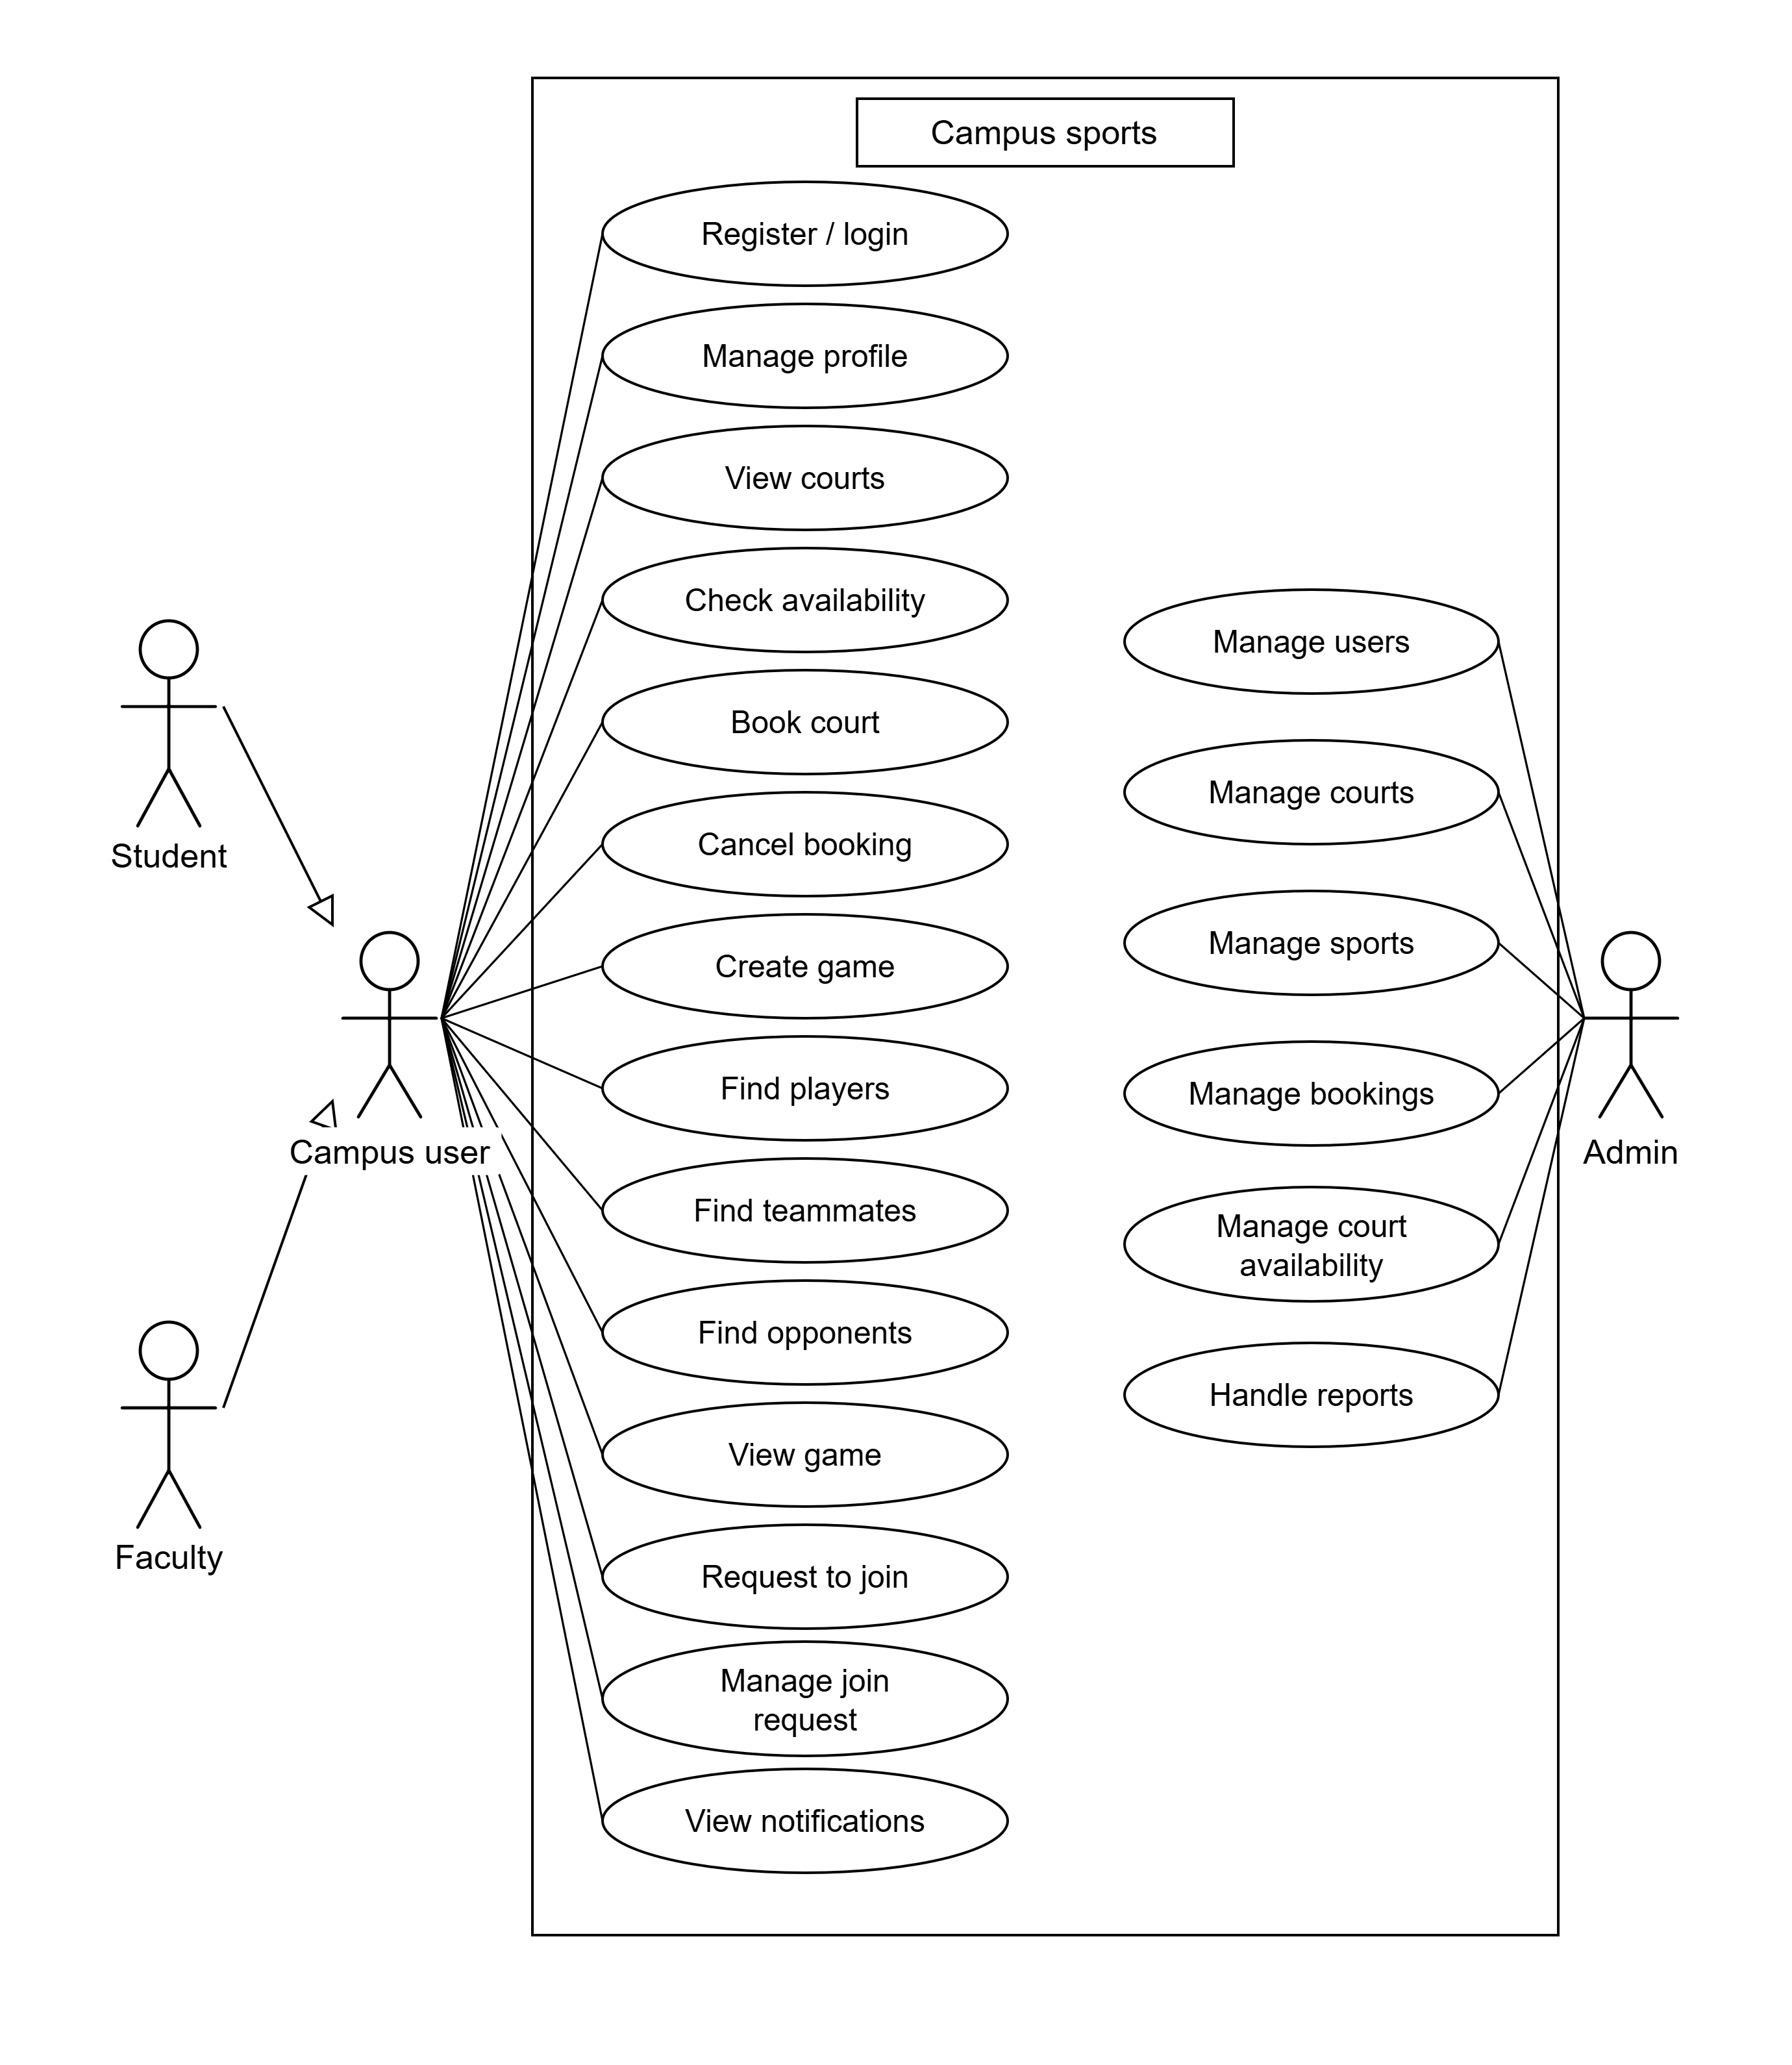 Campus sports
Register / login
Manage profile
View courts
Check availability
Book court
Cancel booking
Create game
Find players
Find teammates
Find opponents
View game
Request to join
Manage join
request
View notifications
Manage users
Manage courts
Manage sports
Manage bookings
Manage court
availability
Handle reports
Student
Campus user
Faculty
Admin